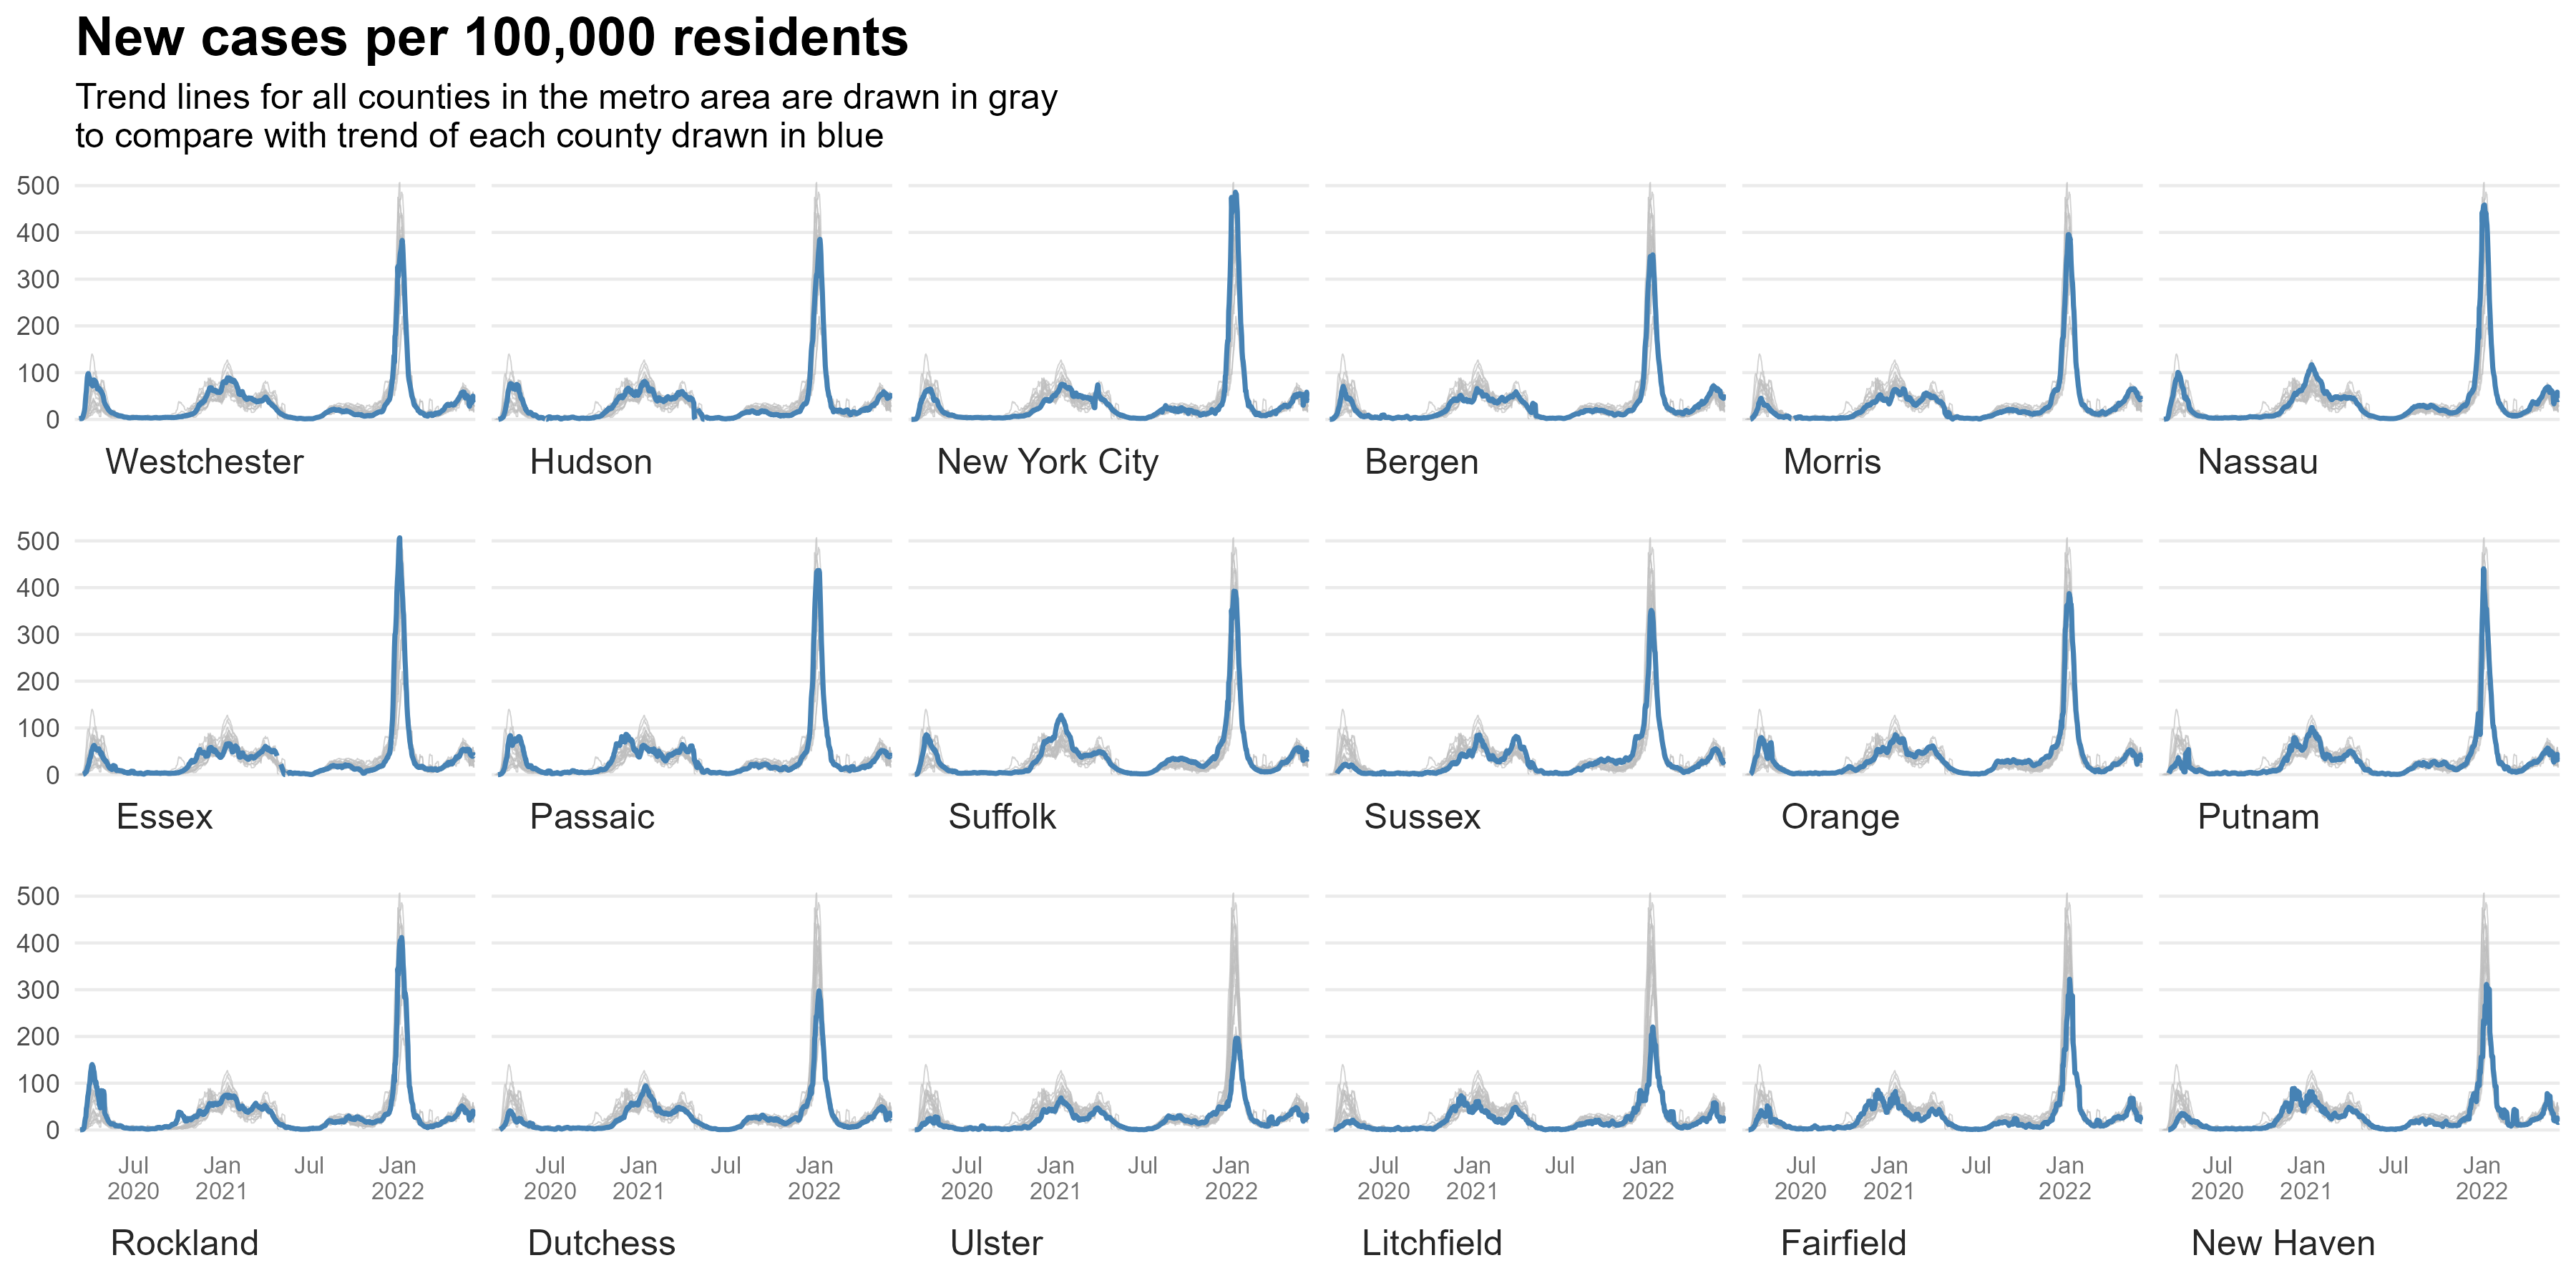 New cases per 100,000 residents
Trend lines for all counties in the metro area are drawn in gray
to compare with trend of each county drawn in blue
500
400
300
200
100
0
Westchester Hudson New York City Bergen Morris Nassau
500
400
300
200
100
0
Essex Passaic Suffolk Sussex Orange Putnam
500
400
300
200
100
0
Jul Jan Jul Jan Jul Jan Jul Jan Jul Jan Jul Jan Jul Jan Jul Jan Jul Jan Jul Jan Jul Jan Jul Jan
2020 2021 2022 2020 2021 2022 2020 2021 2022 2020 2021 2022 2020 2021 2022 2020 2021 2022
Rockland Dutchess Ulster Litchfield Fairfield New Haven